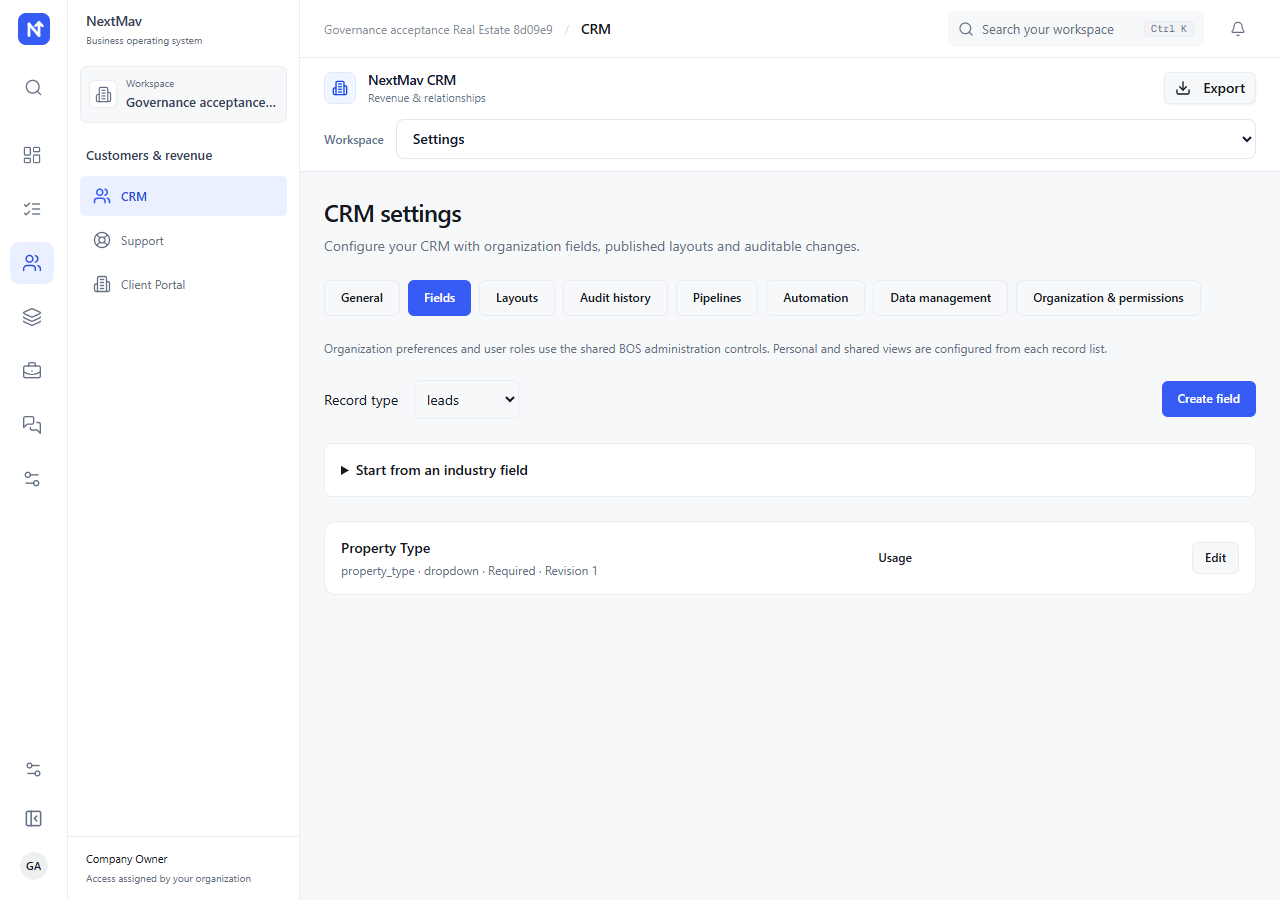 NextMav
Business operating system
Workspace
Governance acceptance...
Customers & revenue
CRM
Support
Client Portal
Company Owner
Access assigned by your organization
GA
Governance acceptance Real Estate 8d09e9 / CRM
Search your workspace Ctrl K
NextMav CRM
Revenue & relationships
Export
Workspace Settings
CRM settings
Configure your CRM with organization fields, published layouts and auditable changes.
General Fields Layouts Audit history Pipelines Automation Data management Organization & permissions
Organization preferences and user roles use the shared BOS administration controls. Personal and shared views are configured from each record list.
Record type leads Create field
Start from an industry field
Property Type
property_type · dropdown · Required · Revision 1
Usage
Edit